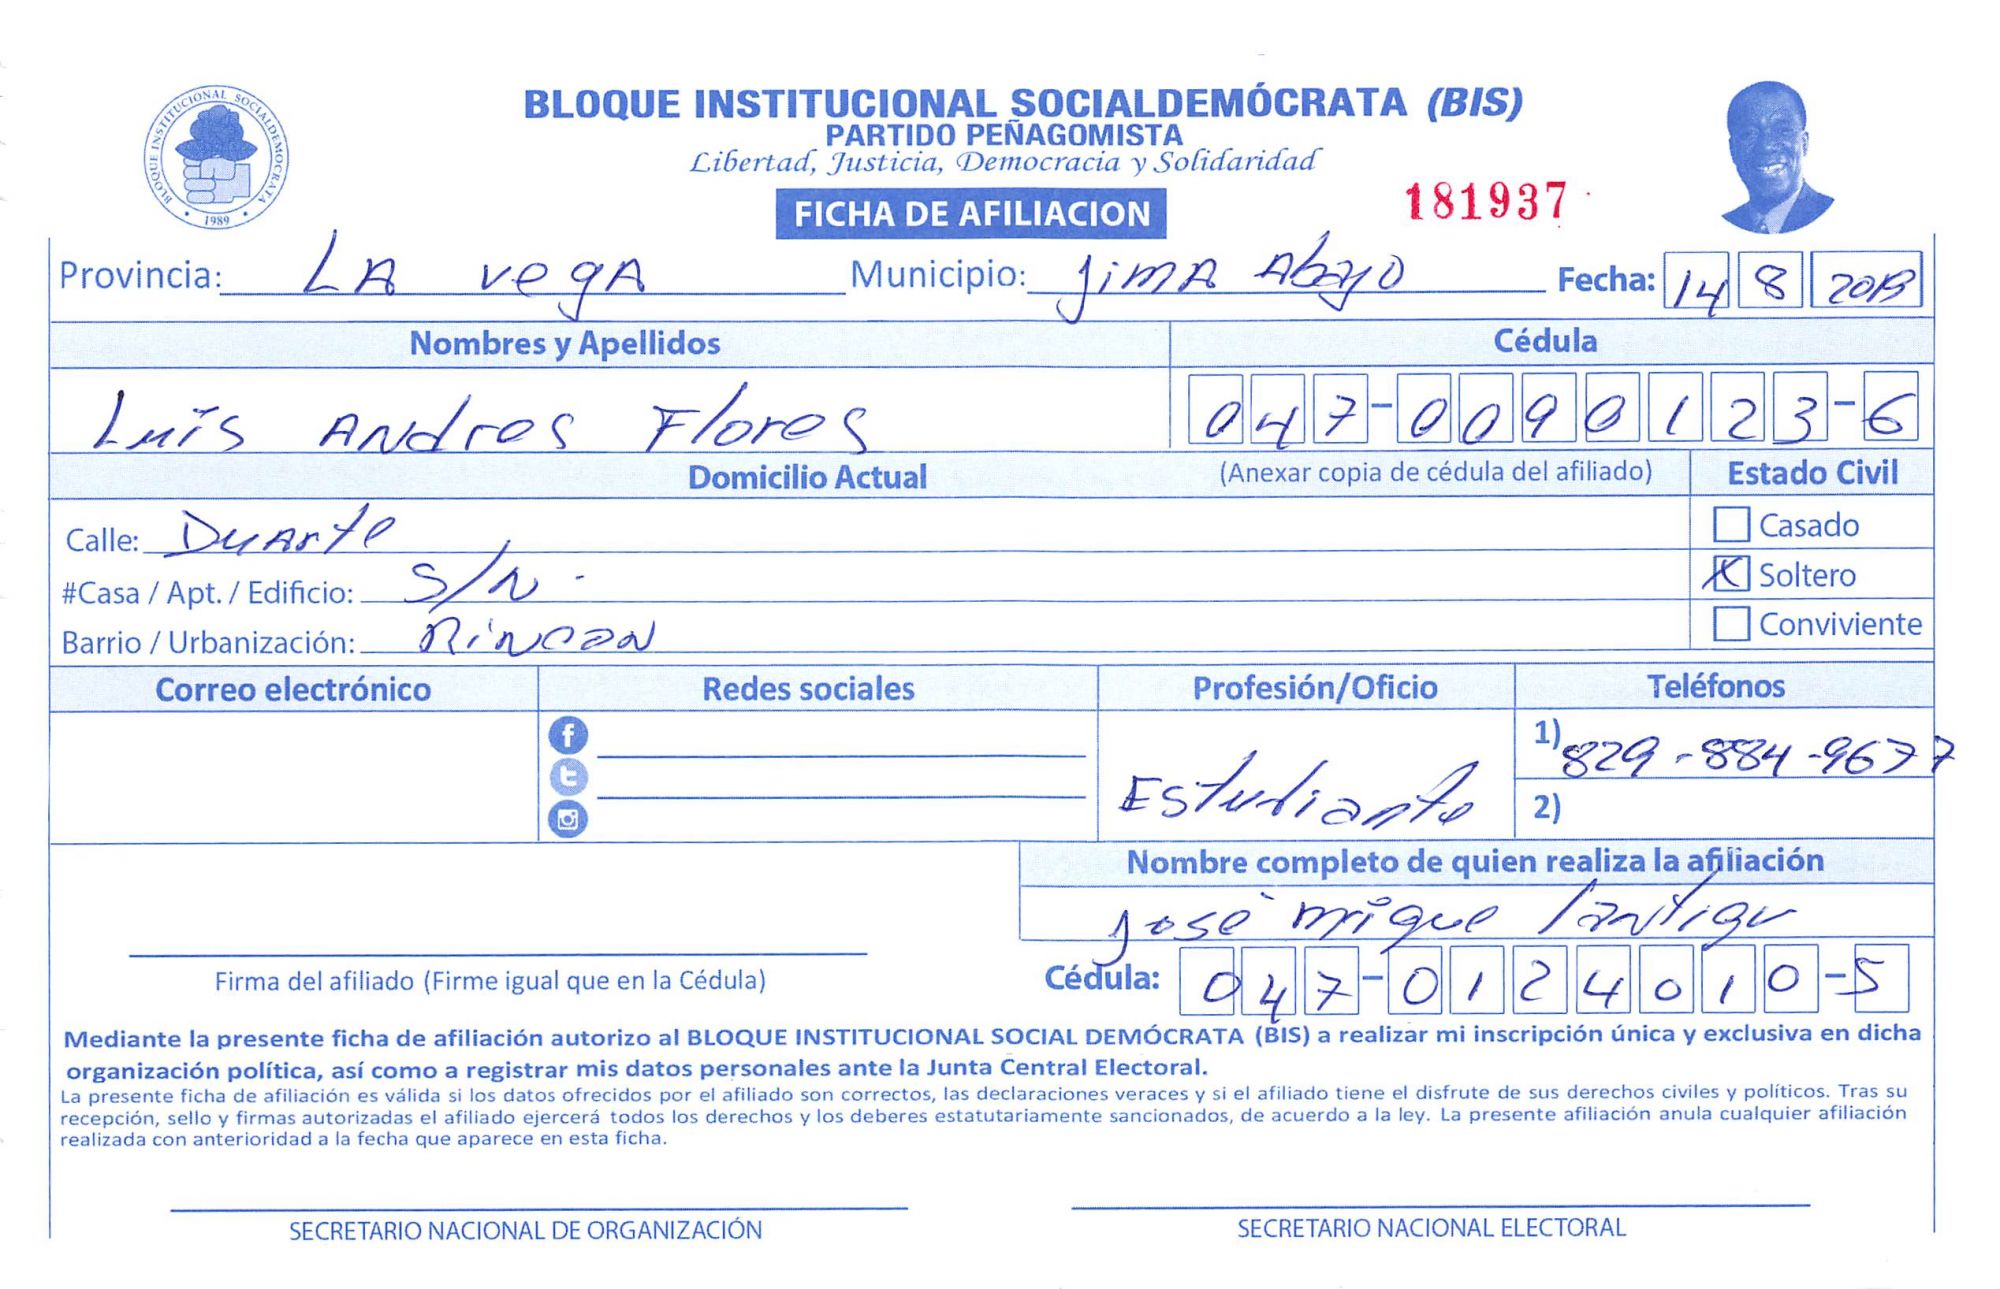 BLOQUE INSTITUCIONAL SOCIALDEMÓCRATA (BIS)
PARTIDO PEÑAGOMISTA
Libertad, Justicia, Democracia y Solidaridad
BLOQUE INSTITUCIONAL SOCIALDEMOCRATA
1989
FICHA DE AFILIACION
181937
Provincia: LA vegA Municipio: JimA Abajo Fecha: 14 8
Nombres y Apellidos Cédula
Luis ANdres Flores 047-0090123-6
Domicilio Actual (Anexar copia de cédula del afiliado) Estado Civil
Calle: DuArte Casado
#Casa / Apt. / Edificio: S/N. X Soltero
Barrio / Urbanización: RiNcoN Conviviente
Correo electrónico Redes sociales Profesión/Oficio Teléfonos
1) 829-884-9677
Estudiante
2)
Nombre completo de quien realiza la afiliación
José migue
Cédula: 047-0124010-5
Firma del afiliado (Firme igual que en la Cédula)
Mediante la presente ficha de afiliación autorizo al BLOQUE INSTITUCIONAL SOCIAL DEMÓCRATA (BIS) a realizar mi inscripción única y exclusiva en dicha
organización política, así como a registrar mis datos personales ante la Junta Central Electoral.
La presente ficha de afiliación es válida si los datos ofrecidos por el afiliado son correctos, las declaraciones veraces y si el afiliado tiene el disfrute de sus derechos civiles y políticos. Tras su
recepción, sello y firmas autorizadas el afiliado ejercerá todos los derechos y los deberes estatutariamente sancionados, de acuerdo a la ley. La presente afiliación anula cualquier afiliación
realizada con anterioridad a la fecha que aparece en esta ficha.
SECRETARIO NACIONAL DE ORGANIZACIÓN SECRETARIO NACIONAL ELECTORAL